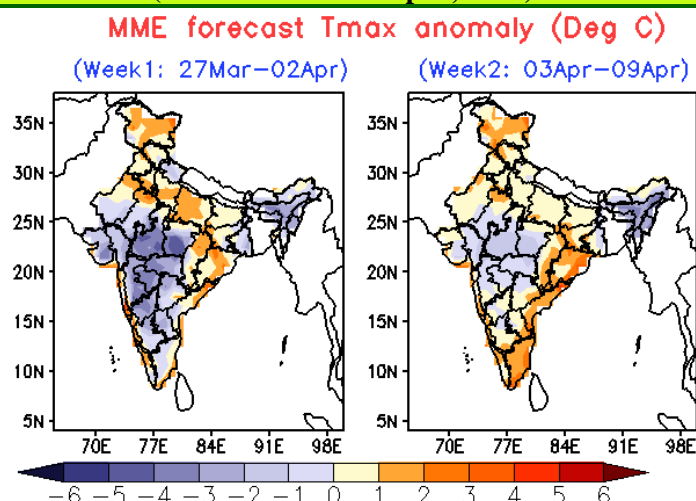 MME forecast Tmax anomaly (Deg C)
(Week1: 27Mar–02Apr)
(Week2: 03Apr–09Apr)
35N
30N
25N
20N
15N
10N
5N
70E 77E 84E 91E 98E
35N
30N
25N
20N
15N
10N
5N
70E 77E 84E 91E 98E
−6 −5 −4 −3 −2 −1 0 1 2 3 4 5 6